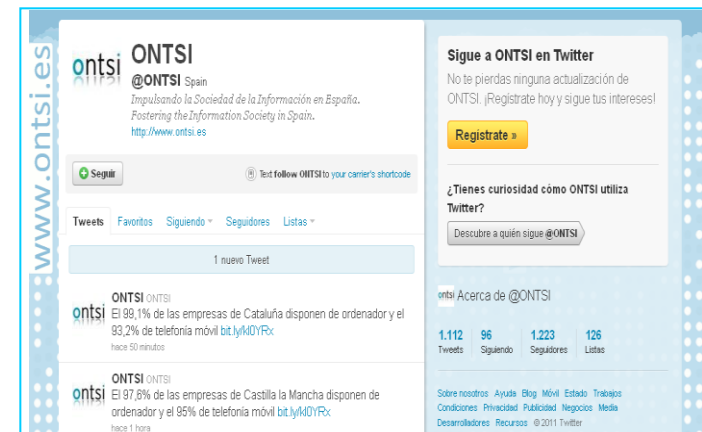 www.ontsi.es
ontsi
ONTSI
@ONTSI Spain
Impulsando la Sociedad de la Información en España.
Fostering the Information Society in Spain.
http://www.ontsi.es
Seguir
Text follow ONTSI to your carrier's shortcode
Tweets Favoritos Siguiendo Seguidores Listas
1 nuevo Tweet
ontsi
ONTSI ONTSI
El 99,1% de las empresas de Cataluña disponen de ordenador y el
93,2% de telefonía móvil bit.ly/kl0YRx
hace 50 minutos
ontsi
ONTSI ONTSI
El 97,6% de las empresas de Castilla la Mancha disponen de
ordenador y el 95% de telefonía móvil bit.ly/kl0YRx
hace 1 hora
Sigue a ONTSI en Twitter
No te pierdas ninguna actualización de
ONTSI. ¡Regístrate hoy y sigue tus intereses!
Regístrate »
¿Tienes curiosidad cómo ONTSI utiliza
Twitter?
Descubre a quién sigue @ONTSI
ontsi Acerca de @ONTSI
1.112 96 1.223 126
Tweets Siguiendo Seguidores Listas
Sobre nosotros Ayuda Blog Móvil Estado Trabajos
Condiciones Privacidad Publicidad Negocios Media
Desarrolladores Recursos © 2011 Twitter